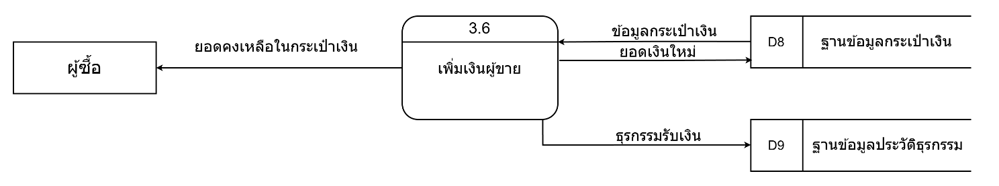 ผู้ซื้อ
ยอดคงเหลือในกระเป๋าเงิน
3.6
เพิ่มเงินผู้ขาย
ข้อมูลกระเป๋าเงิน
ยอดเงินใหม่
D8
ฐานข้อมูลกระเป๋าเงิน
ธุรกรรมรับเงิน
D9
ฐานข้อมูลประวัติธุรกรรม